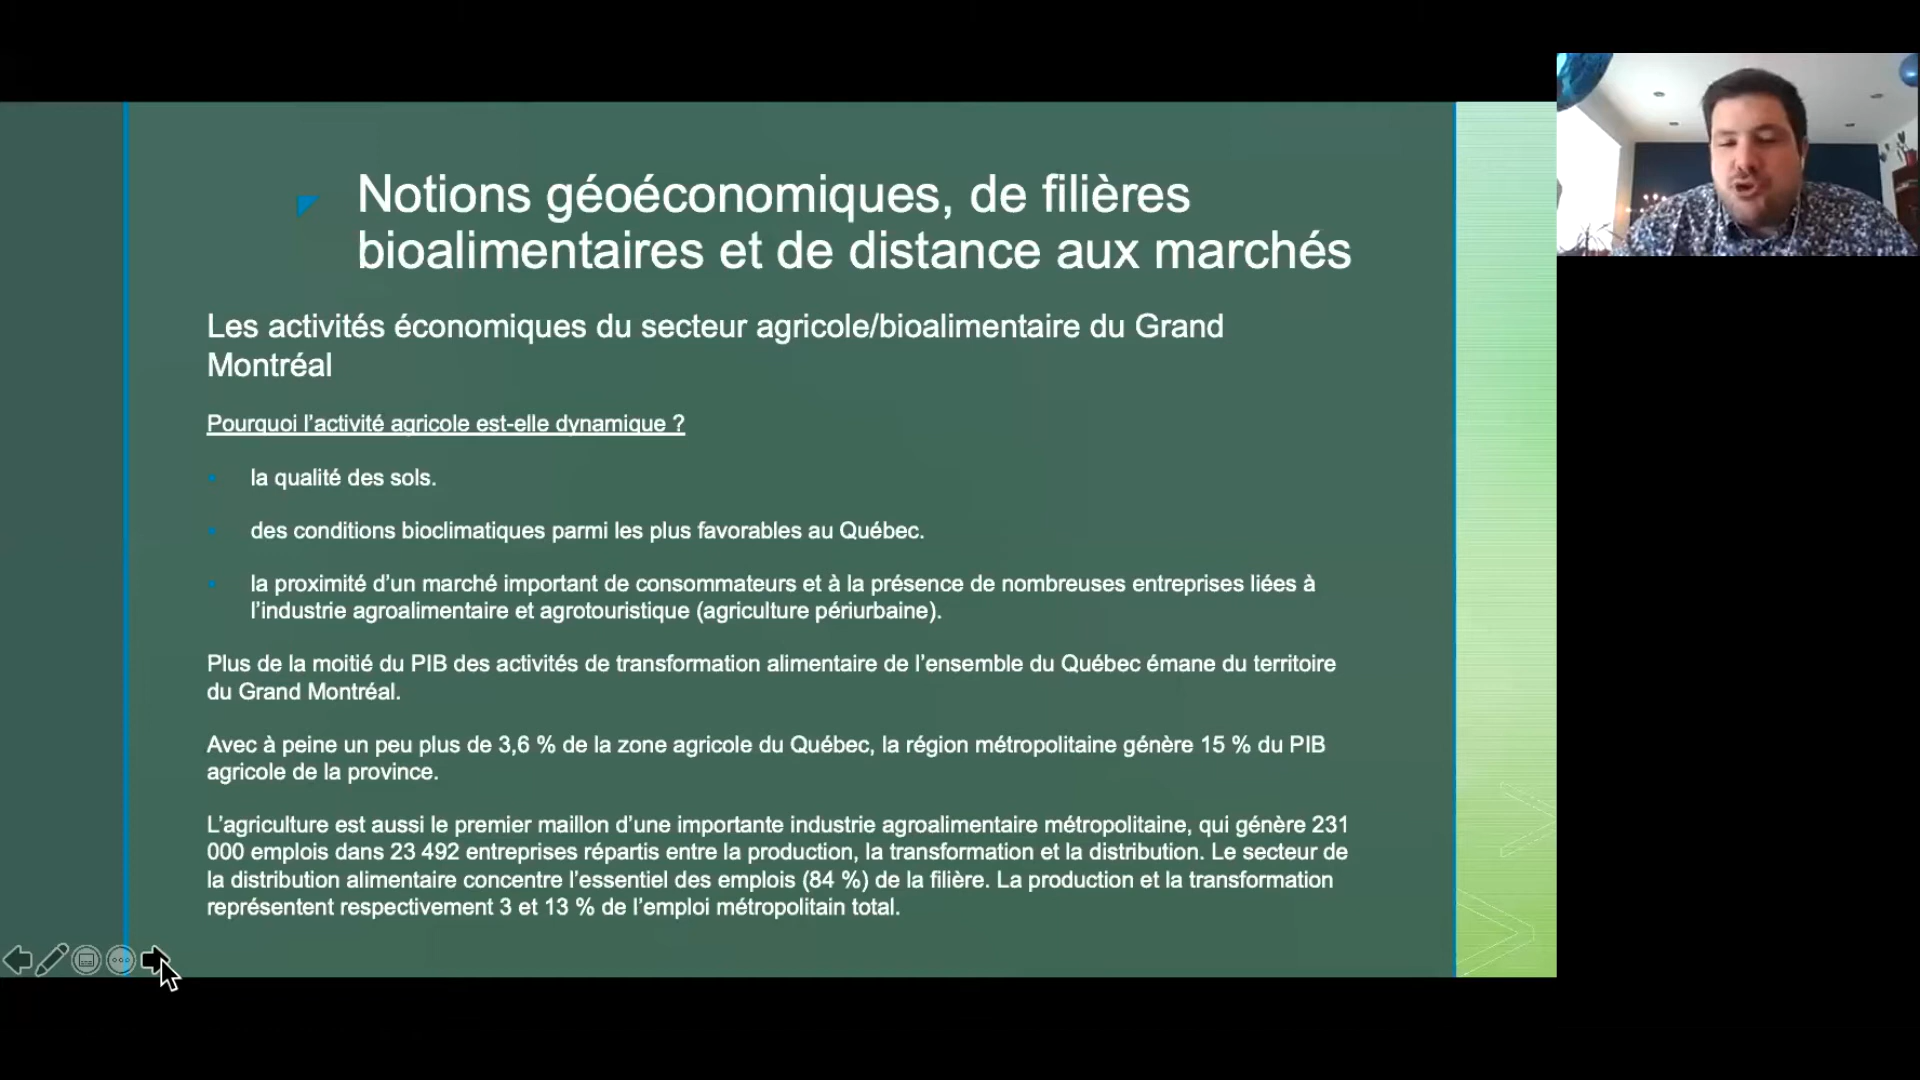 Notions géoéconomiques, de filières
bioalimentaires et de distance aux marchés
Les activités économiques du secteur agricole/bioalimentaire du Grand
Montréal
Pourquoi l’activité agricole est-elle dynamique ?
la qualité des sols.
des conditions bioclimatiques parmi les plus favorables au Québec.
la proximité d’un marché important de consommateurs et à la présence de nombreuses entreprises liées à
l’industrie agroalimentaire et agrotouristique (agriculture périurbaine).
Plus de la moitié du PIB des activités de transformation alimentaire de l’ensemble du Québec émane du territoire
du Grand Montréal.
Avec à peine un peu plus de 3,6 % de la zone agricole du Québec, la région métropolitaine génère 15 % du PIB
agricole de la province.
L’agriculture est aussi le premier maillon d’une importante industrie agroalimentaire métropolitaine, qui génère 231
000 emplois dans 23 492 entreprises répartis entre la production, la transformation et la distribution. Le secteur de
la distribution alimentaire concentre l’essentiel des emplois (84 %) de la filière. La production et la transformation
représentent respectivement 3 et 13 % de l’emploi métropolitain total.